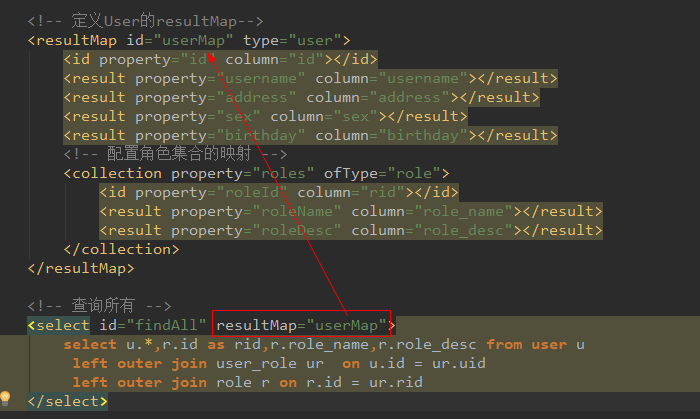 <!-- 定义User的resultMap-->
<resultMap id="userMap" type="user">
<id property="id" column="id"></id>
<result property="username" column="username"></result>
<result property="address" column="address"></result>
<result property="sex" column="sex"></result>
<result property="birthday" column="birthday"></result>
<!-- 配置角色集合的映射 -->
<collection property="roles" ofType="role">
<id property="roleId" column="rid"></id>
<result property="roleName" column="role_name"></result>
<result property="roleDesc" column="role_desc"></result>
</collection>
</resultMap>
<!-- 查询所有 -->
<select id="findAll" resultMap="userMap">
select u.*,r.id as rid,r.role_name,r.role_desc from user u
left outer join user_role ur  on u.id = ur.uid
left outer join role r on r.id = ur.rid
</select>